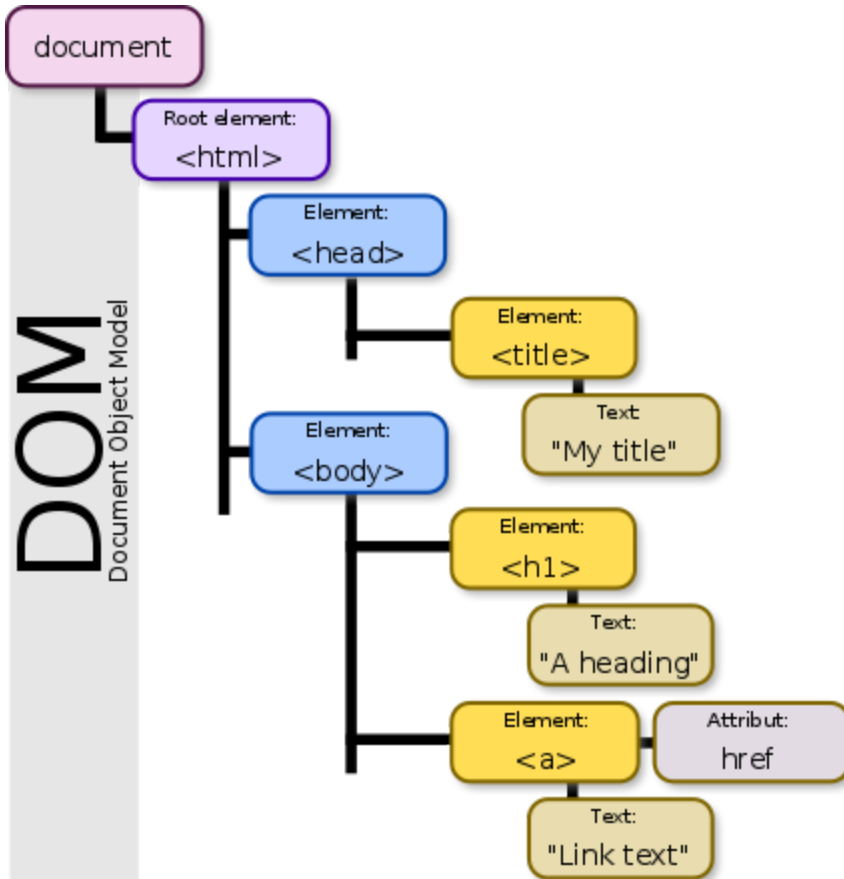 document
Root element:
<html>
Element:
<head>
Element:
<title>
Text
"My title"
Element:
<body>
Element:
<h1>
Text:
"A heading"
Element:
<a>
Attribut:
href
Text:
"Link text"
DOM
Document Object Model